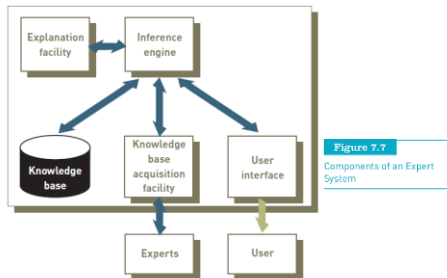 Explanation
facility
Inference
engine
Knowledge
base
Knowledge
base
acquisition
facility
User
interface
Experts
User
Figure 7.7
Components of an Expert
System